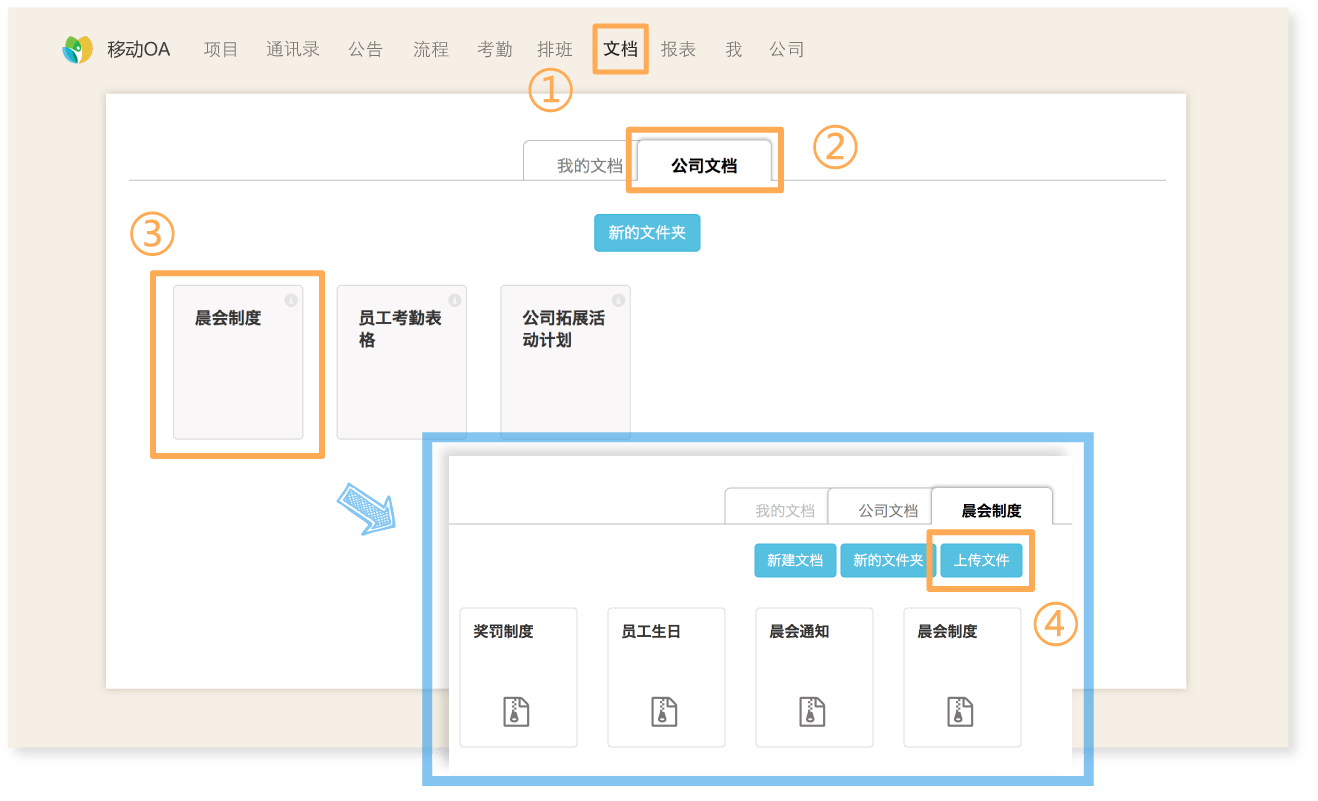 移动OA 项目 通讯录 公告 流程 考勤 排班 文档 报表 我 公司
①
我的文档 公司文档
②
③
新的文件夹
晨会制度
员工考勤表
格
公司拓展活
动计划
我的文档 公司文档 晨会制度
新建文档 新的文件夹 上传文件
④
奖罚制度 员工生日 晨会通知 晨会制度